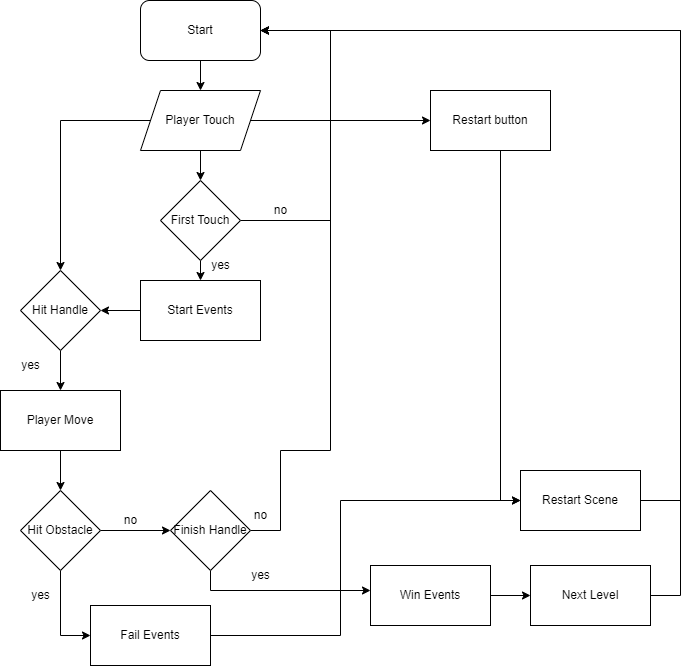 Start
Player Touch
Restart button
First Touch
no
yes
Hit Handle
Start Events
yes
Player Move
Restart Scene
Hit Obstacle
no
Finish Handle
no
yes
yes
Win Events
Next Level
Fail Events